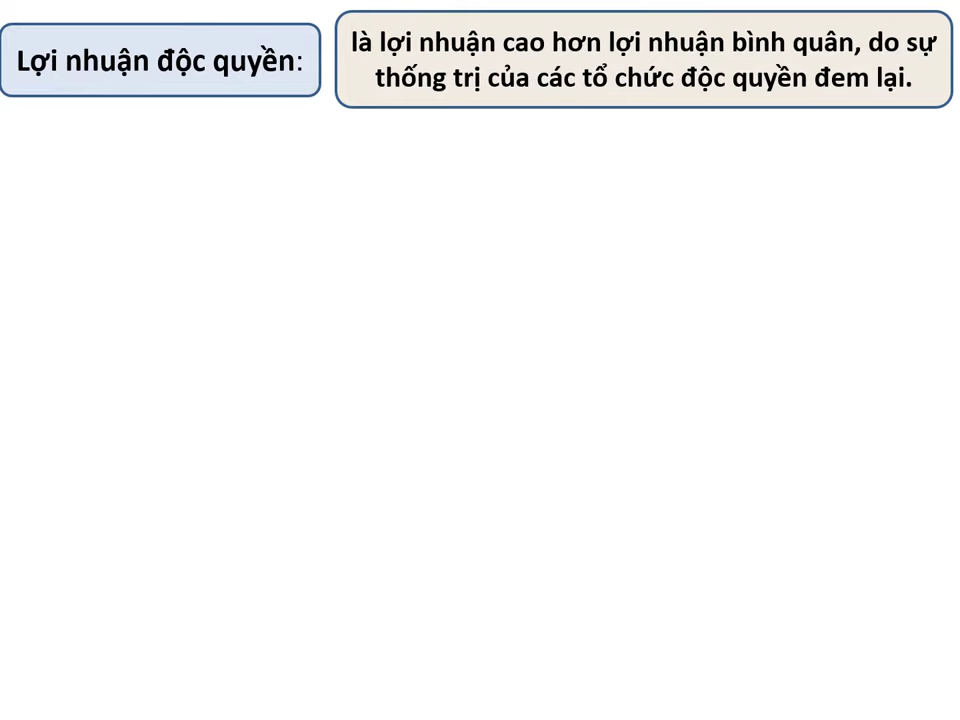 Lợi nhuận độc quyền:
là lợi nhuận cao hơn lợi nhuận bình quân, do sự
thống trị của các tổ chức độc quyền đem lại.